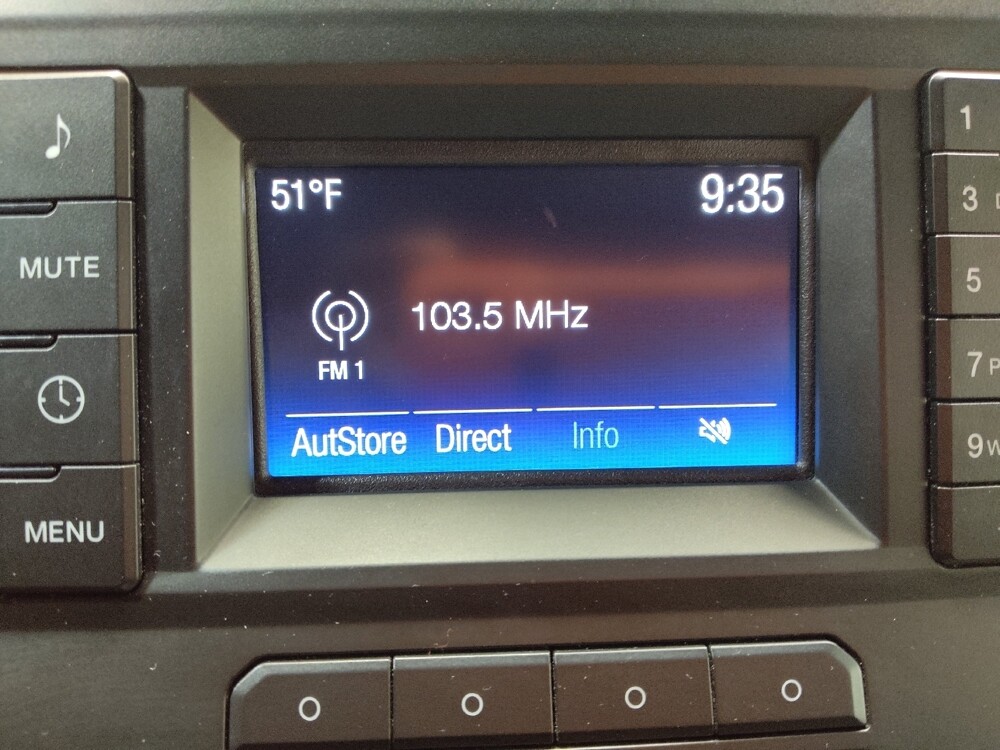 51°F 9:35
103.5 MHz
FM 1
AutStore Direct Info
MUTE
MENU
1
3
5
7 P
9 W